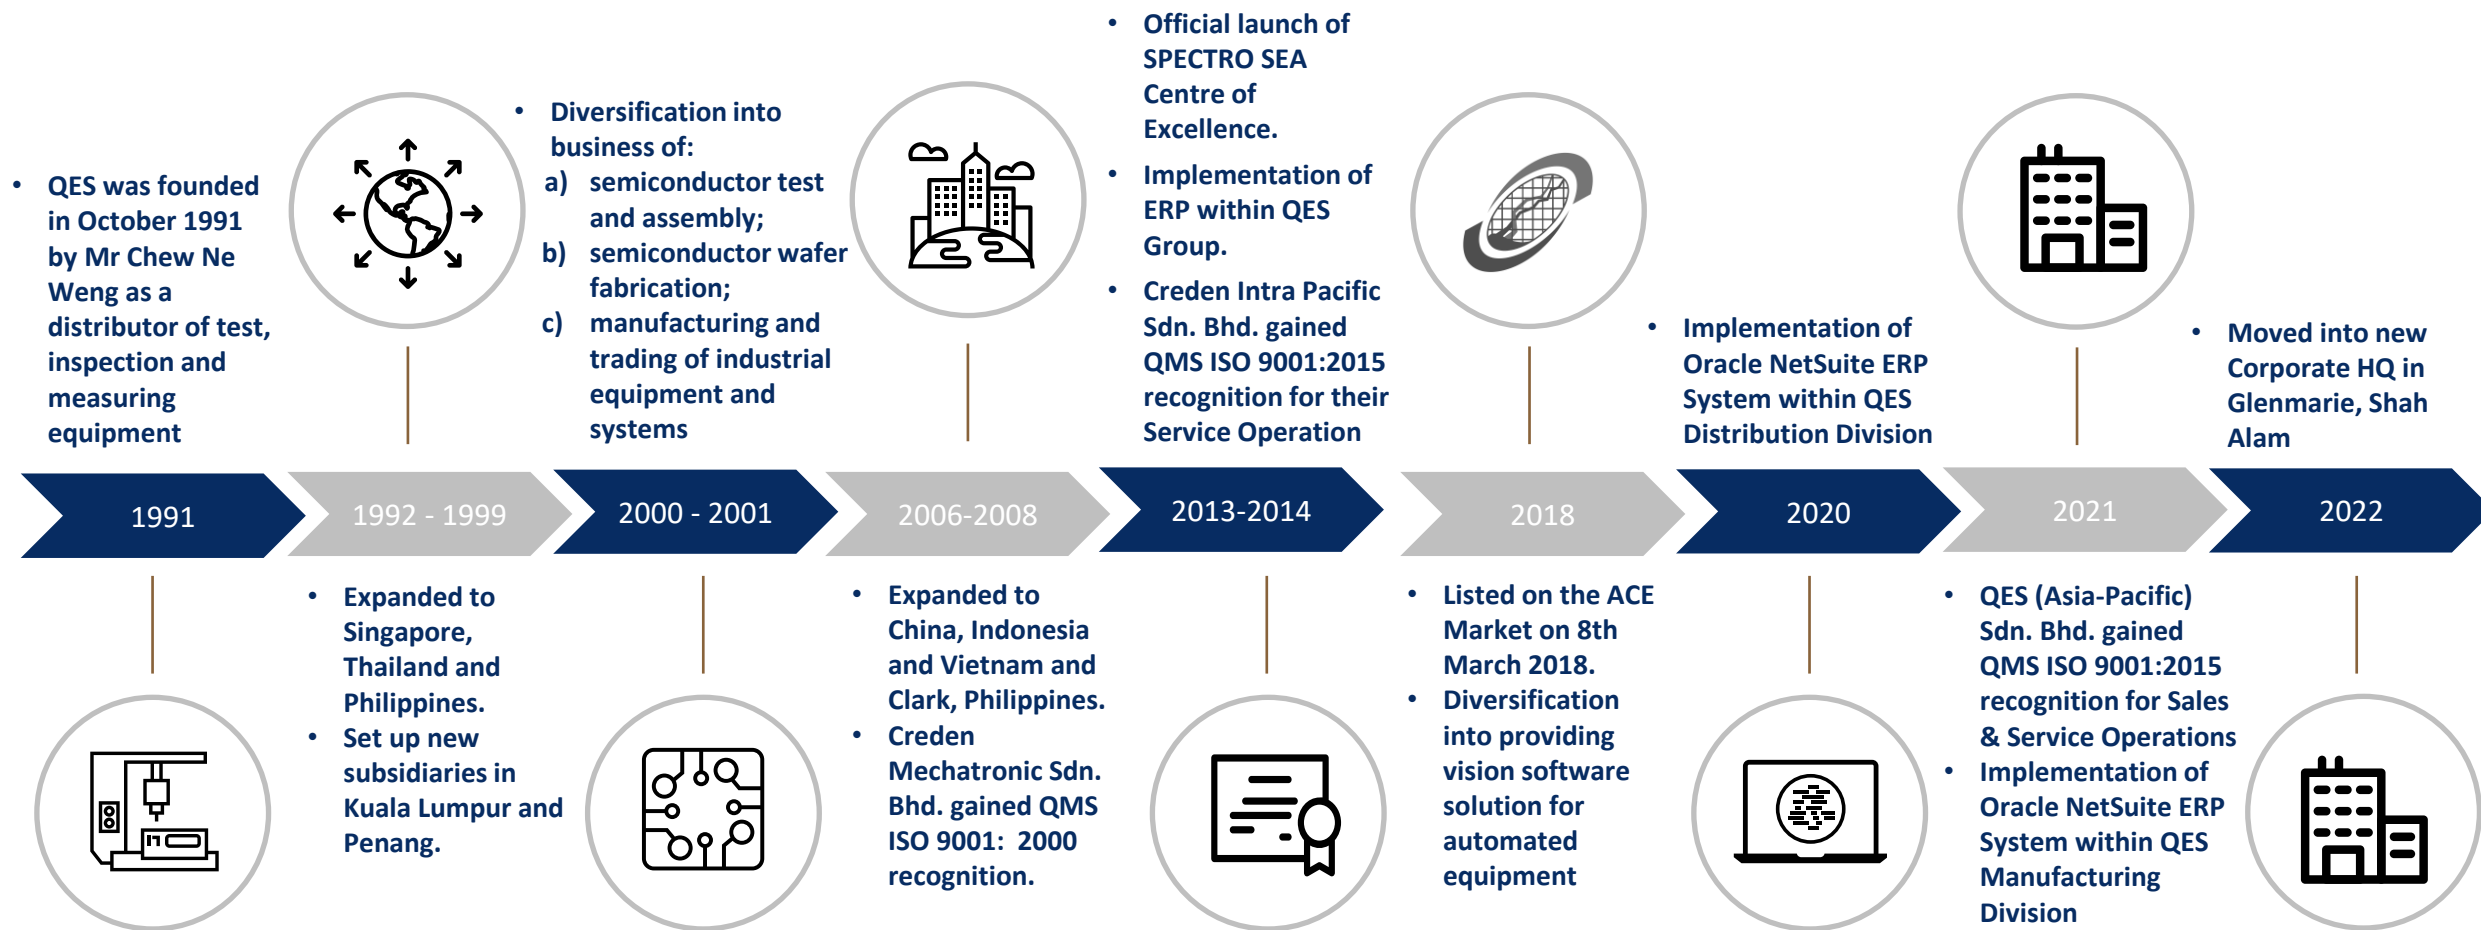 • QES was founded
in October 1991
by Mr Chew Ne
Weng as a
distributor of test,
inspection and
measuring
equipment
1991
1992 - 1999
• Expanded to
Singapore,
Thailand and
Philippines.
• Set up new
subsidiaries in
Kuala Lumpur and
Penang.
• Diversification into
business of:
a) semiconductor test
and assembly;
b) semiconductor wafer
fabrication;
c) manufacturing and
trading of industrial
equipment and
systems
2000 - 2001
2006-2008
• Expanded to
China, Indonesia
and Vietnam and
Clark, Philippines.
• Creden
Mechatronic Sdn.
Bhd. gained QMS
ISO 9001: 2000
recognition.
• Official launch of
SPECTRO SEA
Centre of
Excellence.
• Implementation of
ERP within QES
Group.
• Creden Intra Pacific
Sdn. Bhd. gained
QMS ISO 9001:2015
recognition for their
Service Operation
2013-2014
2018
• Listed on the ACE
Market on 8th
March 2018.
• Diversification
into providing
vision software
solution for
automated
equipment
• Implementation of
Oracle NetSuite ERP
System within QES
Distribution Division
2020
2021
• QES (Asia-Pacific)
Sdn. Bhd. gained
QMS ISO 9001:2015
recognition for Sales
& Service Operations
• Implementation of
Oracle NetSuite ERP
System within QES
Manufacturing
Division
• Moved into new
Corporate HQ in
Glenmarie, Shah
Alam
2022